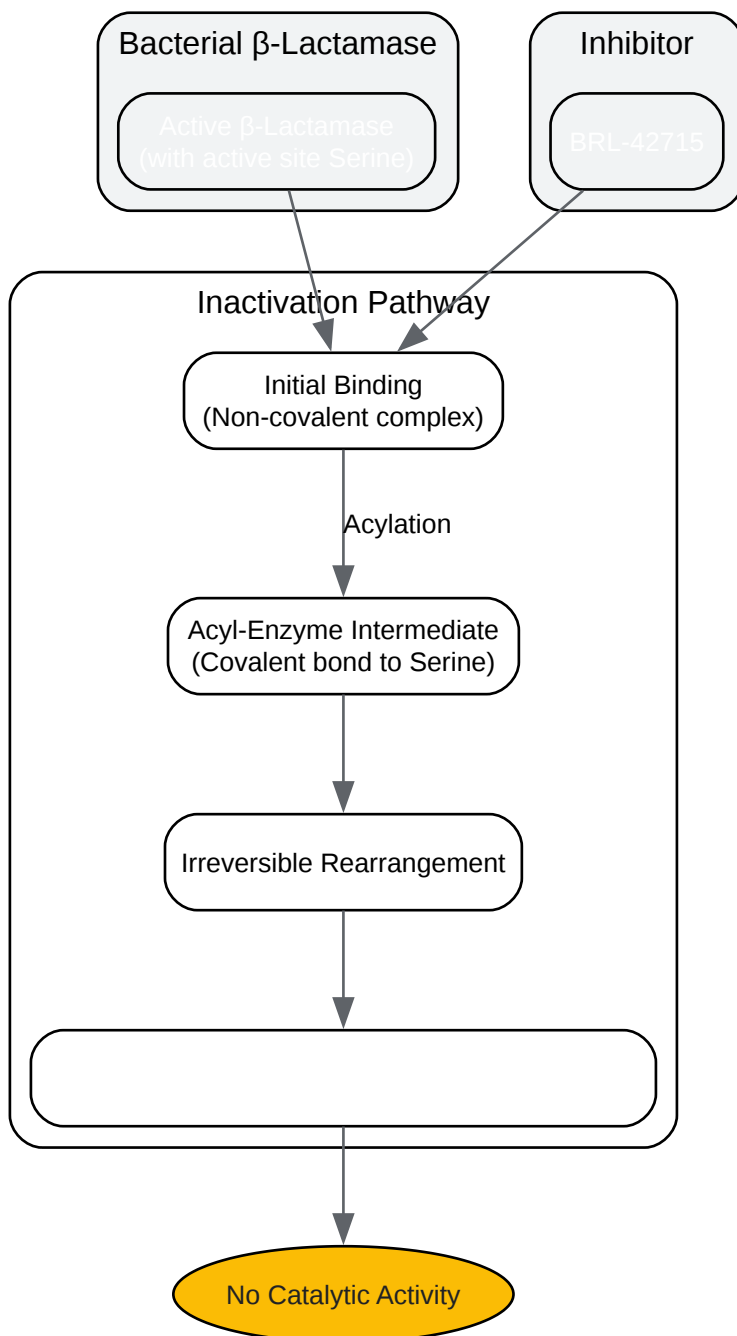 Bacterial β-Lactamase
Inhibitor
Active β-Lactamase
(with active site Serine)
BRL-42715
Inactivation Pathway
Initial Binding
(Non-covalent complex)
Acylation
Acyl-Enzyme Intermediate
(Covalent bond to Serine)
Irreversible Rearrangement
No Catalytic Activity